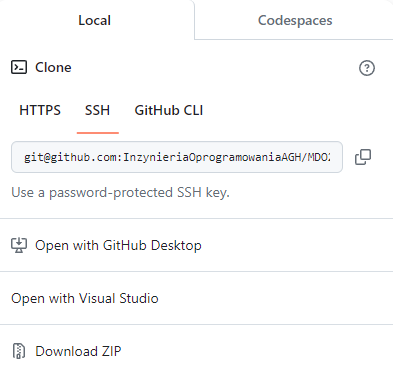 Local
Codespaces
Clone
HTTPS
SSH
GitHub CLI
git@github.com:InzynieriaOprogramowaniaAGH/MDO2
Use a password-protected SSH key.
Open with GitHub Desktop
Open with Visual Studio
Download ZIP